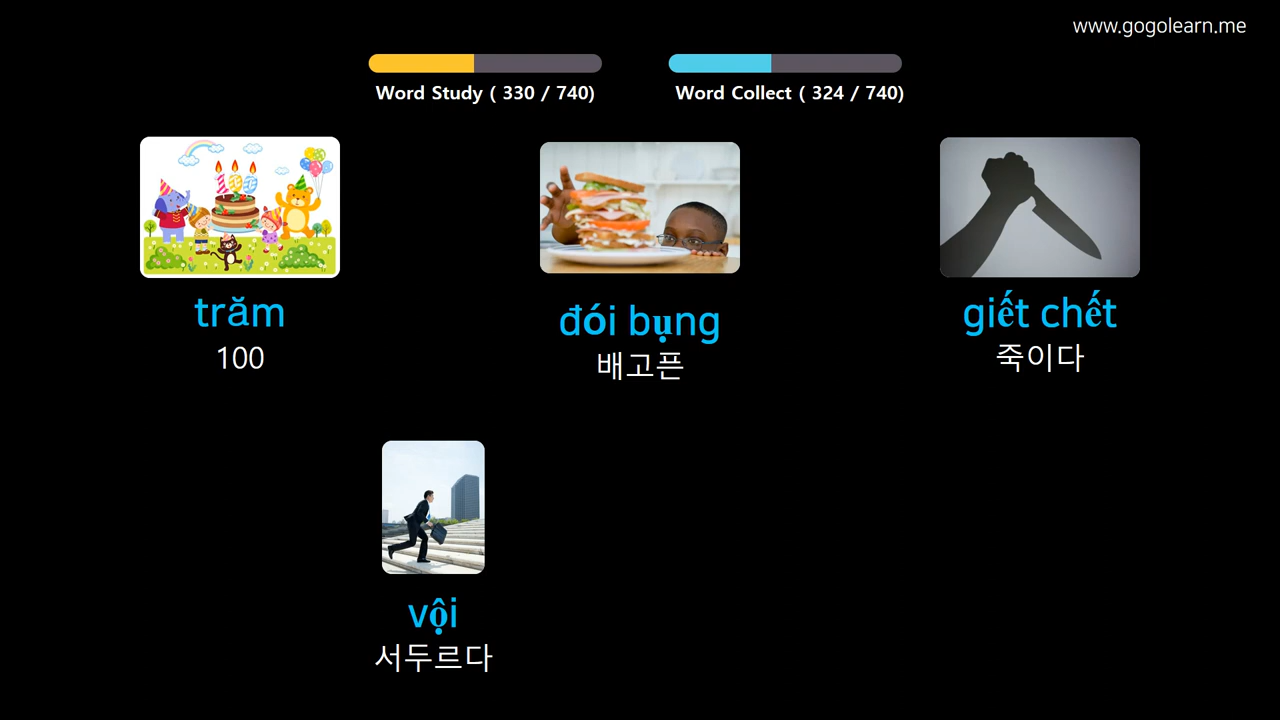 www.gogolearn.me
Word Study ( 330 / 740)
Word Collect ( 324 / 740)
trăm
100
đói bụng
배고픈
giết chết
죽이다
vội
서두르다